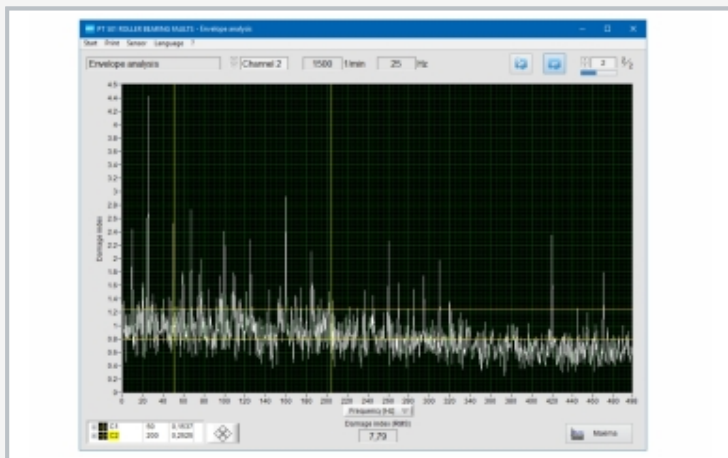 PT 501 ROLLER BEARING FAULTS - Envelope analysis
Start Print Sensor Language ?
Envelope analysis Channel 2 1500 1/min 25 Hz 2
4.5
4.4
4.2
4
3.8
3.6
3.4
3.2
3
2.8
2.6
2.4
2.2
2
1.8
1.6
1.4
1.2
1
0.8
0.6
0.4
0.2
0
Damage index
0 20 40 60 80 100 120 140 160 180 200 220 240 260 280 300 320 340 360 380 400 420 440 460 480
Frequency [Hz]
C1 50
C2 200
Damage index (RMS)
7,79
Maxima